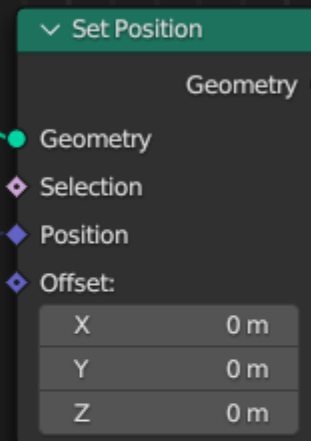 Set Position
Geometry
Geometry
Selection
Position
Offset:
X 0 m
Y 0 m
Z 0 m